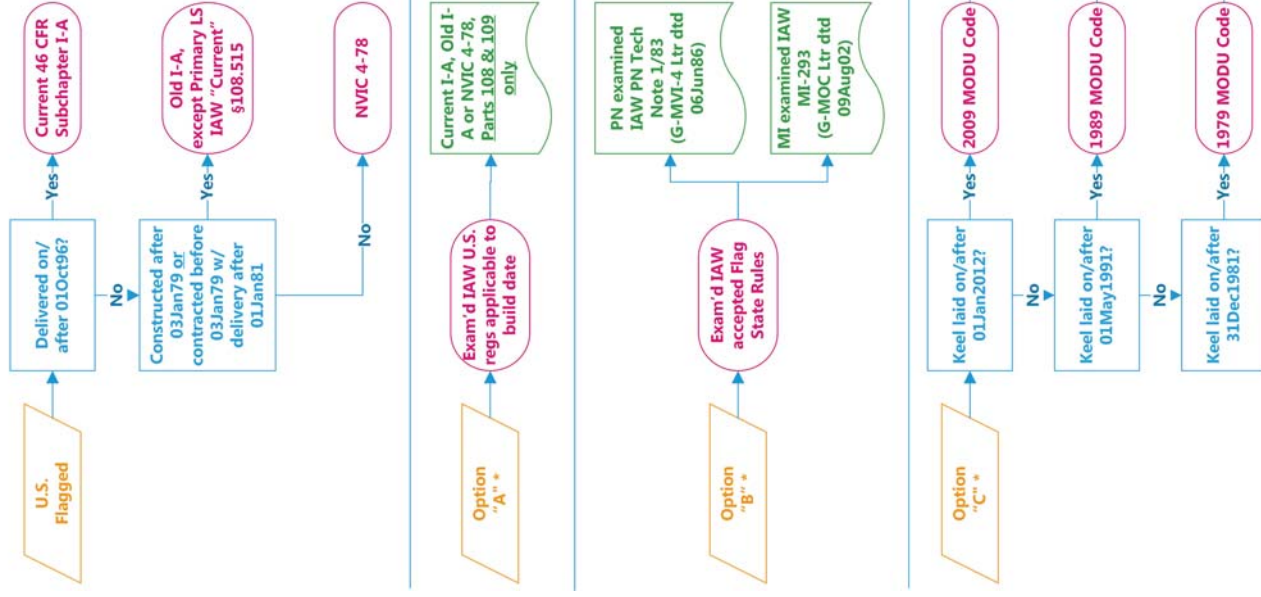 U.S.
Flagged
Delivered on/
after 01Oct96?
Yes
Current 46 CFR
Subchapter I-A
No
Constructed after
03Jan79 or
contracted before
03Jan79 w/
delivery after
01Jan81
Yes
Old I-A,
except Primary LS
IAW "Current"
§108.515
No
NVIC 4-78
Option
"A" *
Exam'd IAW U.S.
regs applicable to
build date
Current I-A, Old I-
A or NVIC 4-78,
Parts 108 & 109
only
Option
"B" *
Exam'd IAW
accepted Flag
State Rules
PN examined
IAW PN Tech
Note 1/83
(G-MVI-4 Ltr dtd
06Jun86)
MI examined IAW
MI-293
(G-MOC Ltr dtd
09Aug02)
Option
"C" *
Keel laid on/after
01Jan2012?
Yes
2009 MODU Code
No
Keel laid on/after
01May1991?
Yes
1989 MODU Code
No
Keel laid on/after
31Dec1981?
Yes
1979 MODU Code